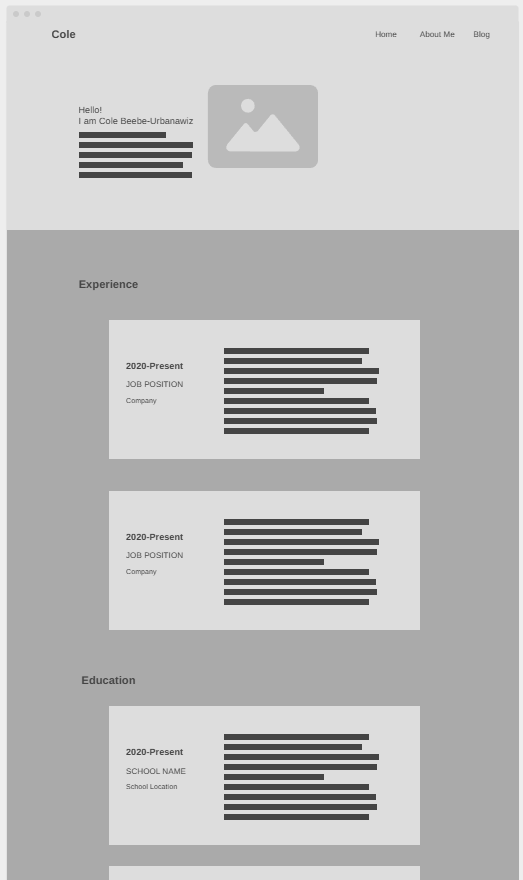 Cole
Home About Me Blog
Hello!
I am Cole Beebe-Urbanawiz
Experience
2020-Present
JOB POSITION
Company
2020-Present
JOB POSITION
Company
Education
2020-Present
SCHOOL NAME
School Location